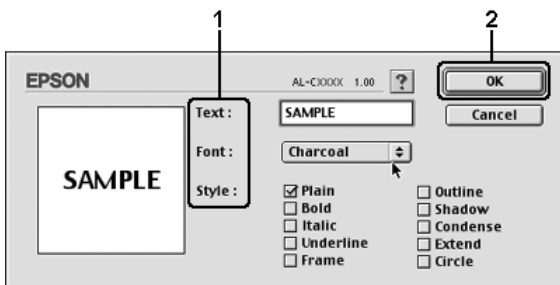 1
2
EPSON
AL-CXXXX 1.00
?
OK
Text :
SAMPLE
Cancel
Font :
Charcoal
SAMPLE
Style :
Plain
Outline
Bold
Shadow
Italic
Condense
Underline
Extend
Frame
Circle